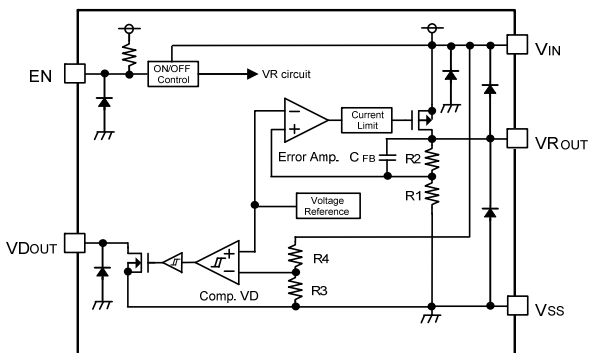 VIN
EN
ON/OFF
Control
VR circuit
Current
Limit
VROUT
Error Amp.
CFB
R2
R1
Voltage
Reference
VDOUT
R4
R3
Comp. VD
VSS